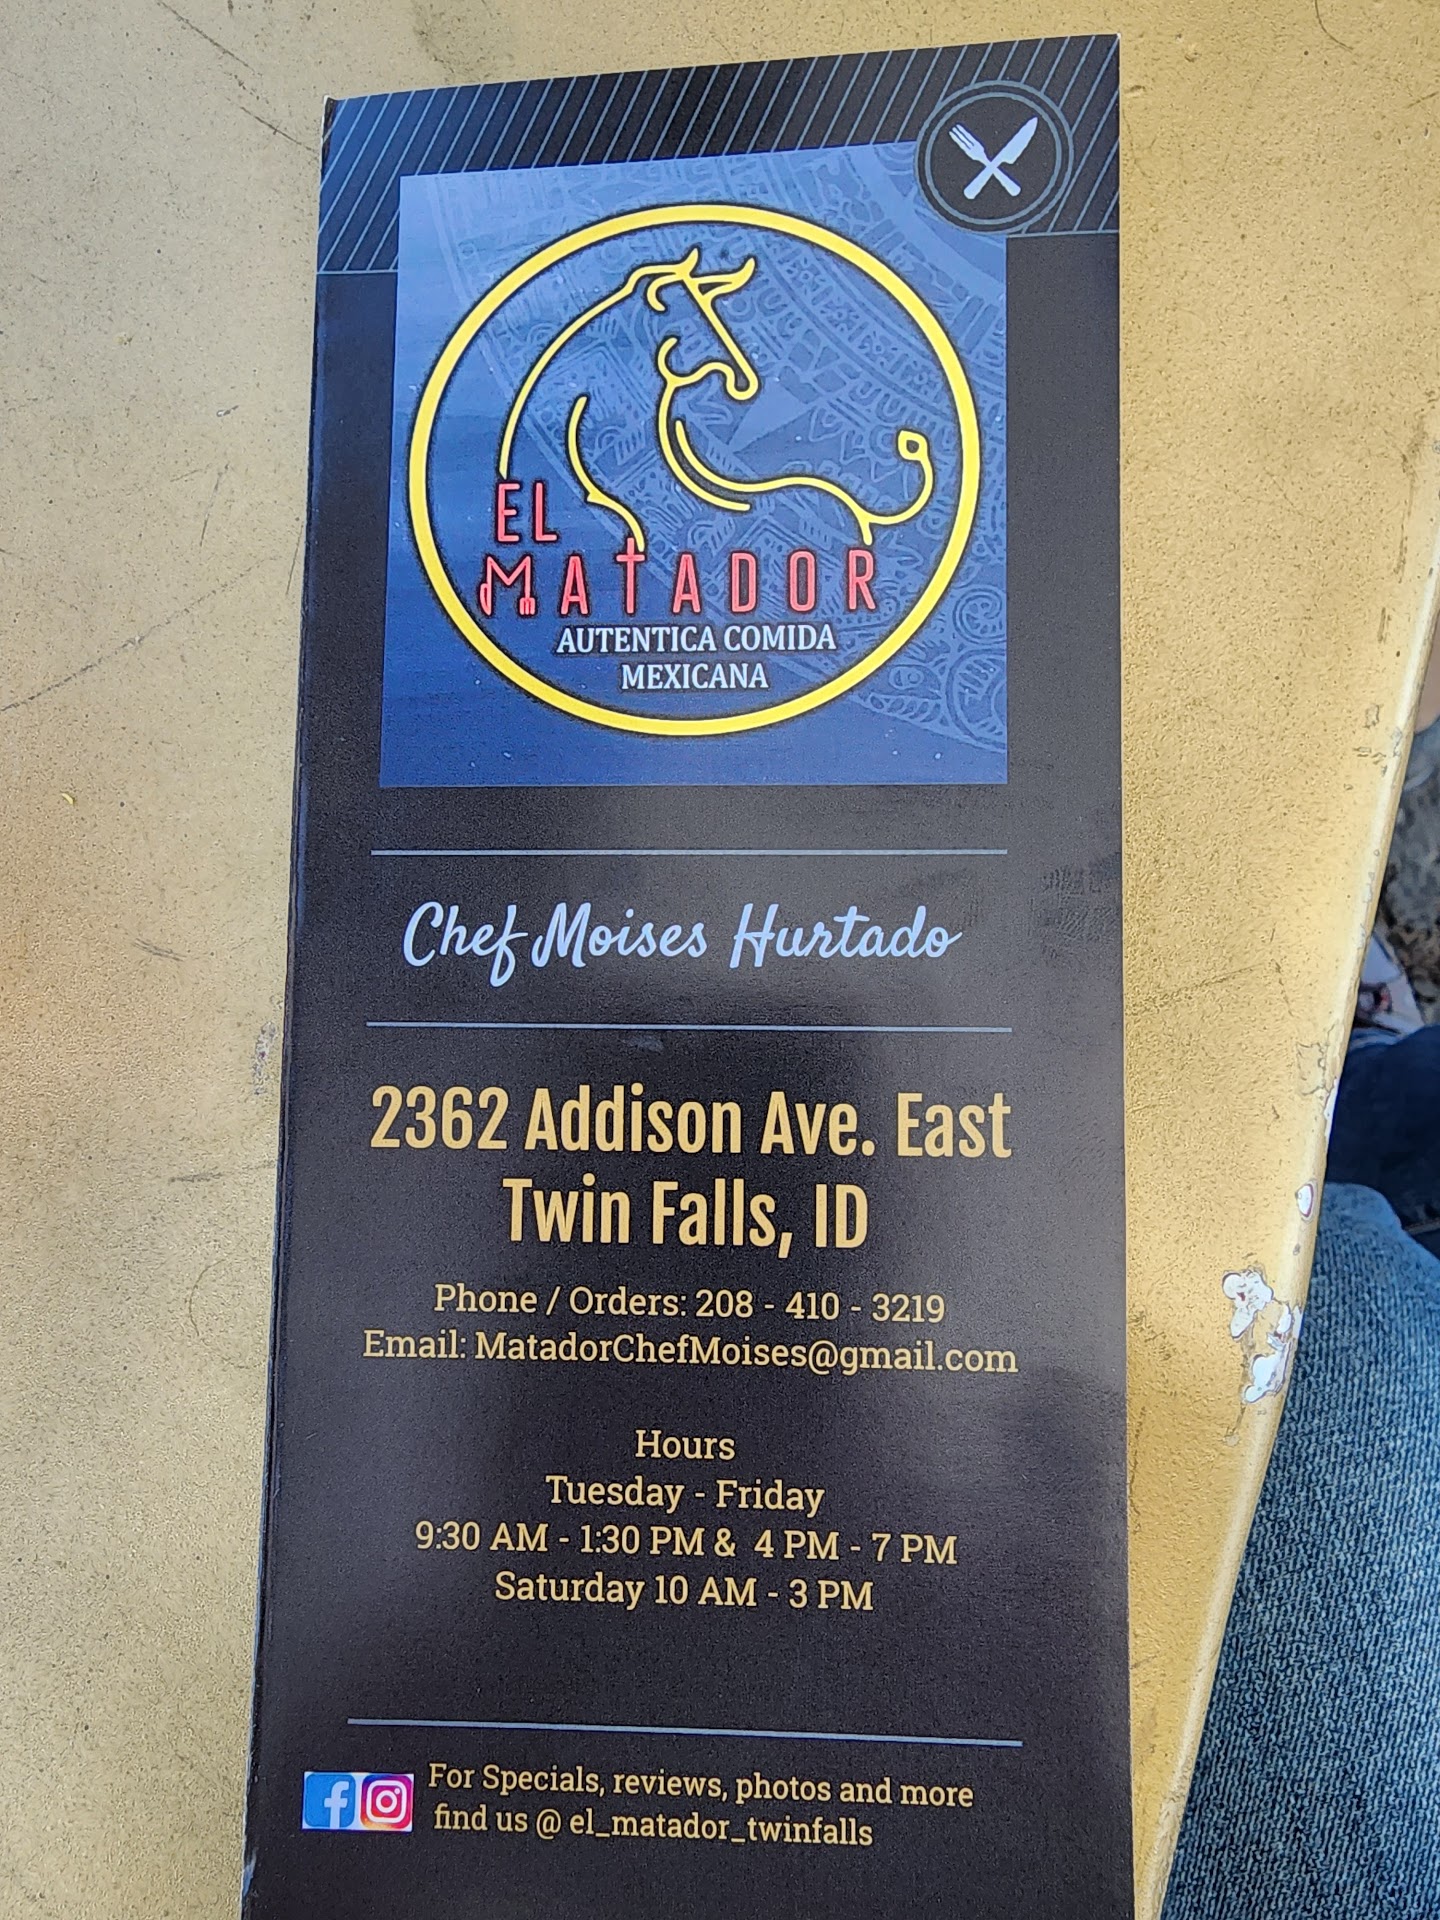 EL
MATADOR
AUTENTICA COMIDA
MEXICANA
Chef Moises Hurtado
2362 Addison Ave. East
Twin Falls, ID
Phone / Orders: 208 - 410 - 3219
Email: MatadorChefMoises@gmail.com
Hours
Tuesday - Friday
9:30 AM - 1:30 PM & 4 PM - 7 PM
Saturday 10 AM - 3 PM
For Specials, reviews, photos and more
find us @ el_matador_twinfalls